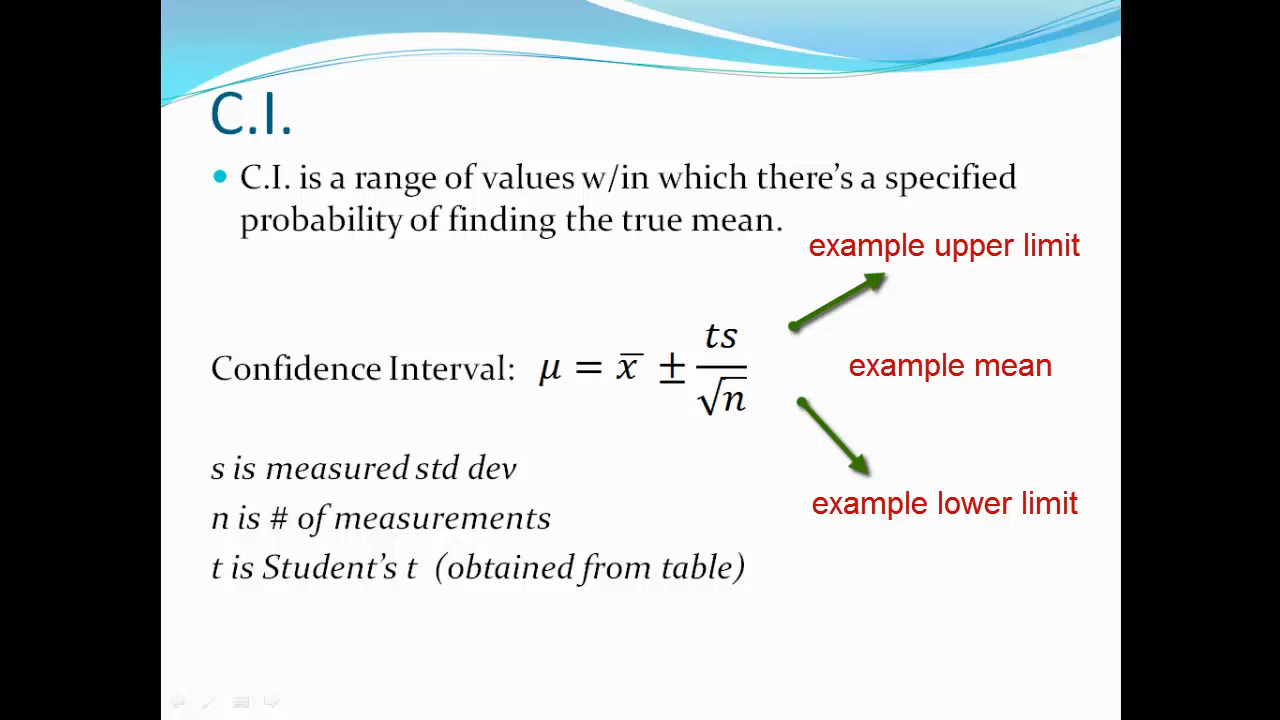 C.I.
• C.I. is a range of values w/in which there's a specified
probability of finding the true mean.
example upper limit
Confidence Interval: μ = x̅ ± ts/√n
example mean
s is measured std dev
example lower limit
n is # of measurements
t is Student's t (obtained from table)